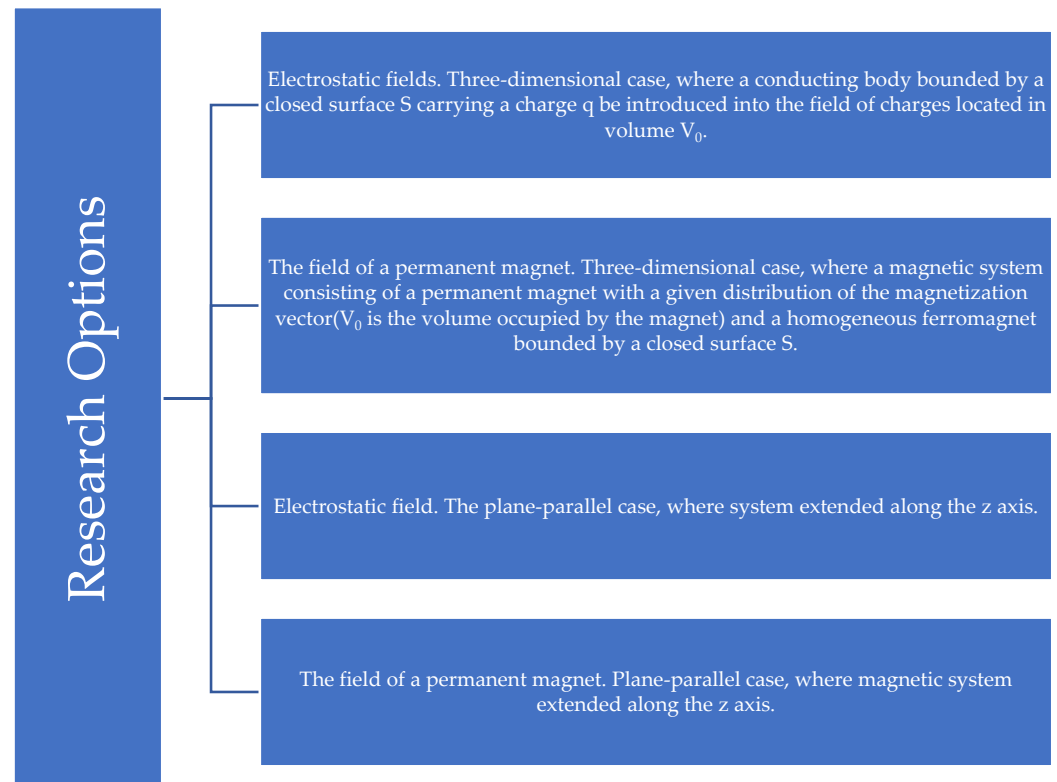 Research Options
Electrostatic fields. Three-dimensional case, where a conducting body bounded by a
closed surface S carrying a charge q be introduced into the field of charges located in
volume V₀.
The field of a permanent magnet. Three-dimensional case, where a magnetic system
consisting of a permanent magnet with a given distribution of the magnetization
vector(V₀ is the volume occupied by the magnet) and a homogeneous ferromagnet
bounded by a closed surface S.
Electrostatic field. The plane-parallel case, where system extended along the z axis.
The field of a permanent magnet. Plane-parallel case, where magnetic system
extended along the z axis.